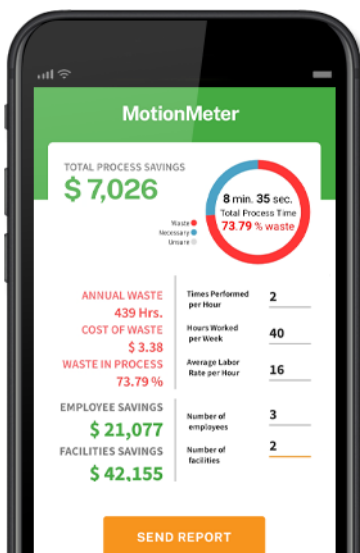 MotionMeter
TOTAL PROCESS SAVINGS
$ 7,026
8 min. 35 sec.
Total Process Time
73.79 % waste
Waste
Necessary
Unsure
ANNUAL WASTE
439 Hrs.
COST OF WASTE
$ 3.38
WASTE IN PROCESS
73.79 %
EMPLOYEE SAVINGS
$ 21,077
FACILITIES SAVINGS
$ 42,155
Times Performed
per Hour
2
Hours Worked
per Week
40
Average Labor
Rate per Hour
16
Number of
employees
3
Number of
facilities
2
SEND REPORT